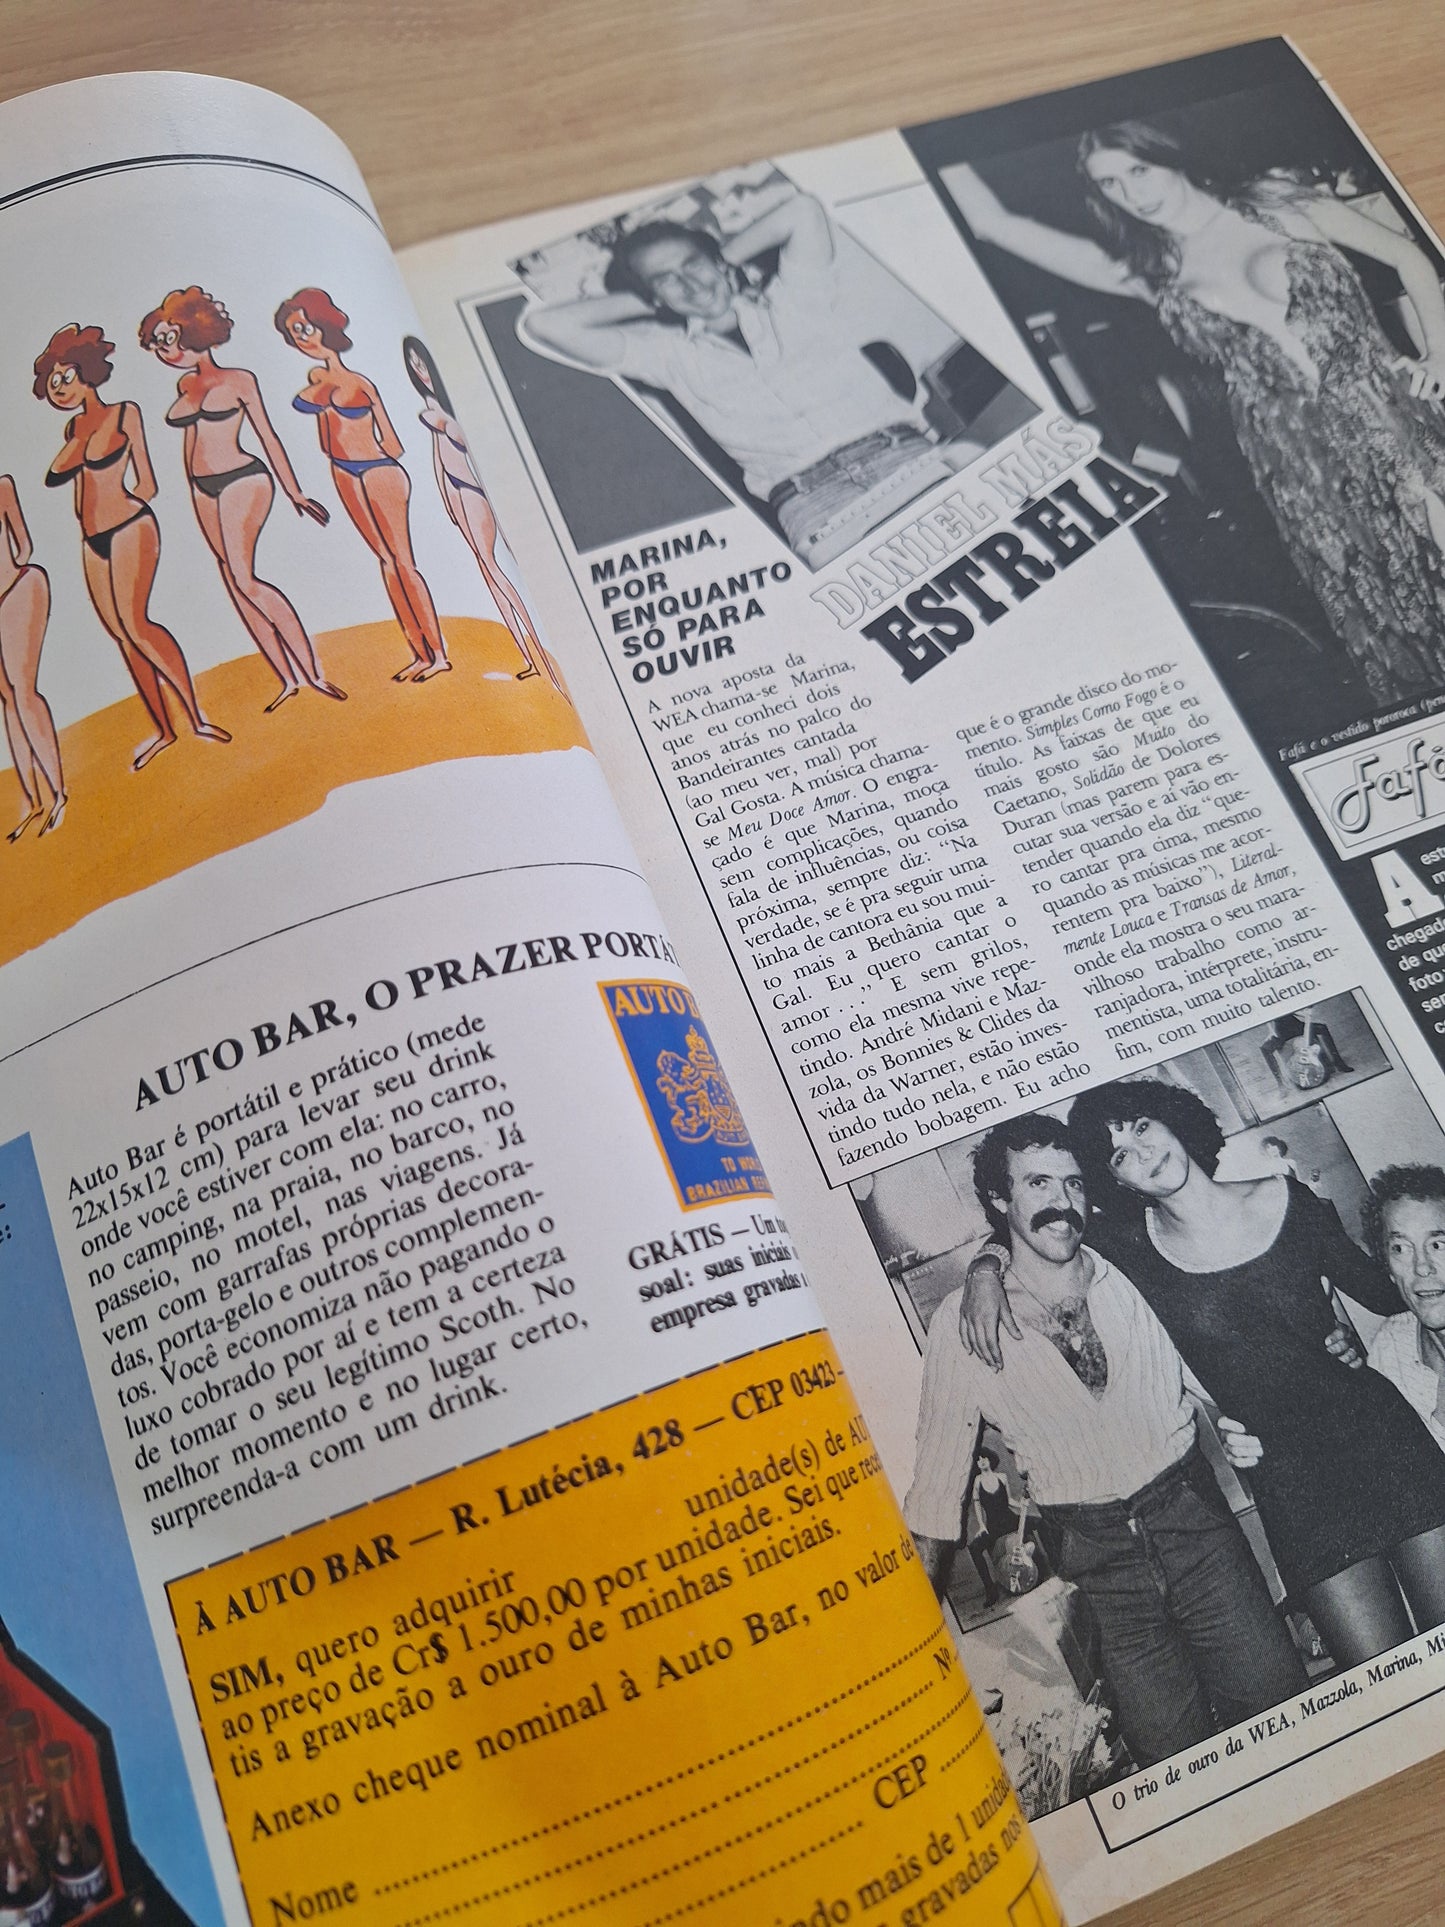 AUTO BAR, O PRAZER PORTÁ
Auto Bar é portátil e prático (mede
22x15x12 cm) para levar seu drink
onde você estiver com ela: no carro,
no camping, na praia, no barco, no
passeio, no motel, nas viagens. Já
vem com garrafas próprias decora-
das, porta-gelo e outros complemen-
tos. Você economiza não pagando o
luxo cobrado por aí e tem a certeza
de tomar o seu legítimo Scoth. No
melhor momento e no lugar certo,
surpreenda-a com um drink.
AUTO
TO
BRAZILIAN
GRÁTIS — Um
soal: suas iniciais
empresa gravadas
À AUTO BAR — R. Lutécia, 428 — CEP 03423-
SIM, quero adquirir unidade(s) de
ao preço de Cr$ 1.500,00 por unidade. Sei que
tis a gravação a ouro de minhas iniciais.
Anexo cheque nominal à Auto Bar, no valor de
Nº
Nome
CEP
mais de 1
gravadas nos
DANIEL MÁS
ESTREIA
MARINA,
POR
ENQUANTO
SÓ PARA
OUVIR
A nova aposta da
WEA chama-se Marina,
que eu conheci dois
anos atrás no palco do
Bandeirantes cantada
(ao meu ver, mal) por
Gal Gosta. A música chama-
se Meu Doce Amor. O engra-
çado é que Marina, moça
sem complicações, quando
fala de influências, ou coisa
próxima, sempre diz: “Na
verdade, se é pra seguir uma
linha de cantora eu sou mui-
to mais a Bethânia que a
Gal. Eu quero cantar o
amor . . .” E sem grilos,
como ela mesma vive repe-
tindo. André Midani e Maz-
zola, os Bonnies & Clides da
vida da Warner, estão inves-
tindo tudo nela, e não estão
fazendo bobagem. Eu acho
que é o grande disco do mo-
mento. Simples Como Fogo é o
título. As faixas de que eu
mais gosto são Muito do
Caetano, Solidão de Dolores
Duran (mas parem para es-
cutar sua versão e aí vão en-
tender quando ela diz “que-
ro cantar pra cima, mesmo
quando as músicas me acor-
rentem pra baixo”), Literal-
mente Louca e Transas de Amor,
onde ela mostra o seu mara-
vilhoso trabalho como ar-
ranjadora, intérprete, instru-
mentista, uma totalitária, en-
fim, com muito talento.
O trio de ouro da WEA, Mazzola, Marina, Mi
Fafá e o vestido pororoca
Fafá
A
chegad
de qu
foto